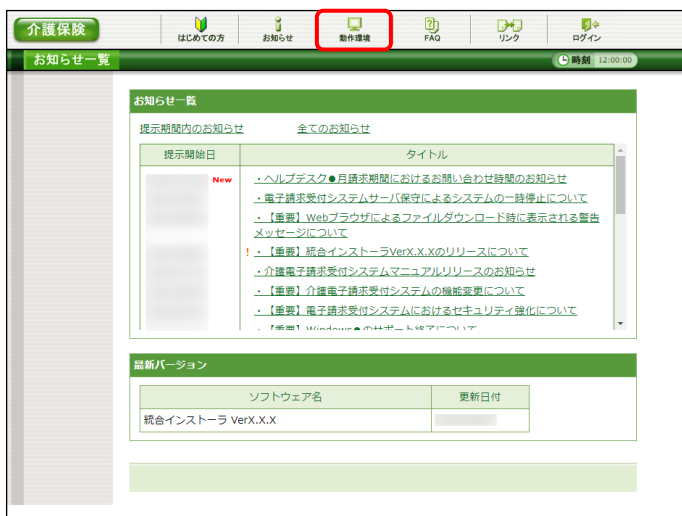 介護保険
はじめての方
お知らせ
動作環境
FAQ
リンク
ログイン
お知らせ一覧
時刻 12:00:00
お知らせ一覧
提示期間内のお知らせ 全てのお知らせ
提示開始日 タイトル
New ・ヘルプデスク●月請求期間におけるお問い合わせ時間のお知らせ
・電子請求受付システムサーバ保守によるシステムの一時停止について
・【重要】Webブラウザによるファイルダウンロード時に表示される警告
メッセージについて
! ・【重要】統合インストーラVerX.X.Xのリリースについて
・介護電子請求受付システムマニュアルリリースのお知らせ
・【重要】介護電子請求受付システムの機能変更について
・【重要】電子請求受付システムにおけるセキュリティ強化について
・【重要】Windows●のサポート終了について
最新バージョン
ソフトウェア名 更新日付
統合インストーラ VerX.X.X